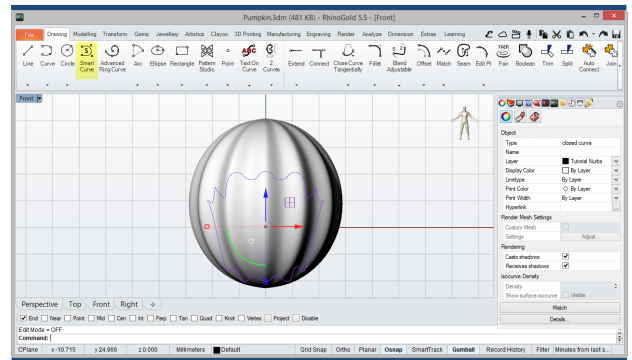 Pumpkin.3dm (481 KB) - RhinoGold 5.5 - [Front]
File Drawing Modelling Transform Gems Jewellery Artistics Clayoo 3D Printing Manufacturing Engraving Render Analyze Dimension Extras Learning
Line Curve Circle Smart Curve Advanced Ring Curve Arc Ellipse Rectangle Pattern Studio Point Text On Curve 2 Curves Extend Connect Close Curve Tangentially Fillet Blend Adjustable Offset Match Seam Edit Pt Fair Boolean Trim Split Auto Connect Join
Front
Object
Type closed curve
Name
Layer Tutorial Nurbs
Display Color By Layer
Linetype By Layer
Print Color By Layer
Print Width By Layer
Hyperlink
Render Mesh Settings
Custom Mesh
Settings Adjust...
Rendering
Casts shadows
Receives shadows
Isocurve Density
Density
Show surface isocurve Visible
Match
Details...
Perspective Top Front Right
End Near Point Mid Cen Int Perp Tan Quad Knot Vertex Project Disable
Edit Mode = OFF
Command:
CPlane x -10.715 y 24.966 z 0.000 Millimeters Default Grid Snap Ortho Planar Osnap SmartTrack Gumball Record History Filter Minutes from last s...